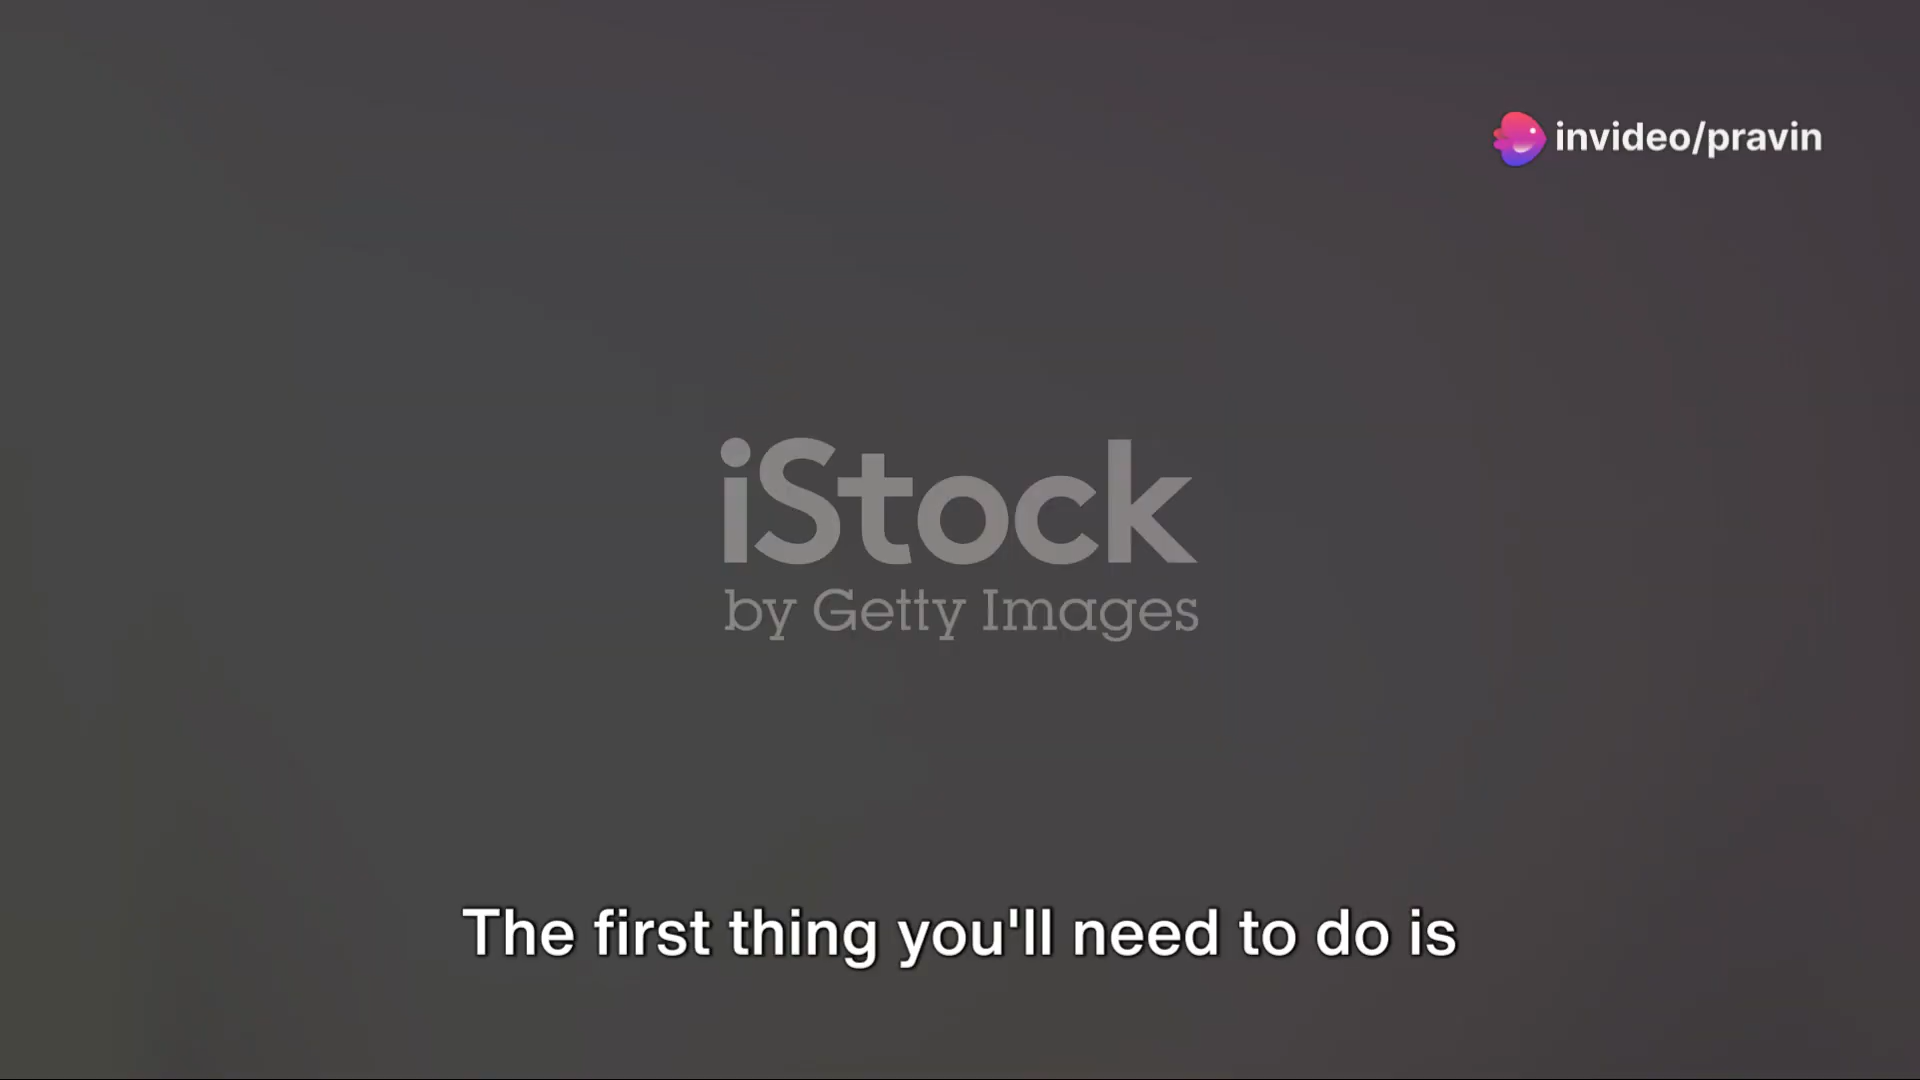 invideo/pravin
iStock
by Getty Images
The first thing you'll need to do is